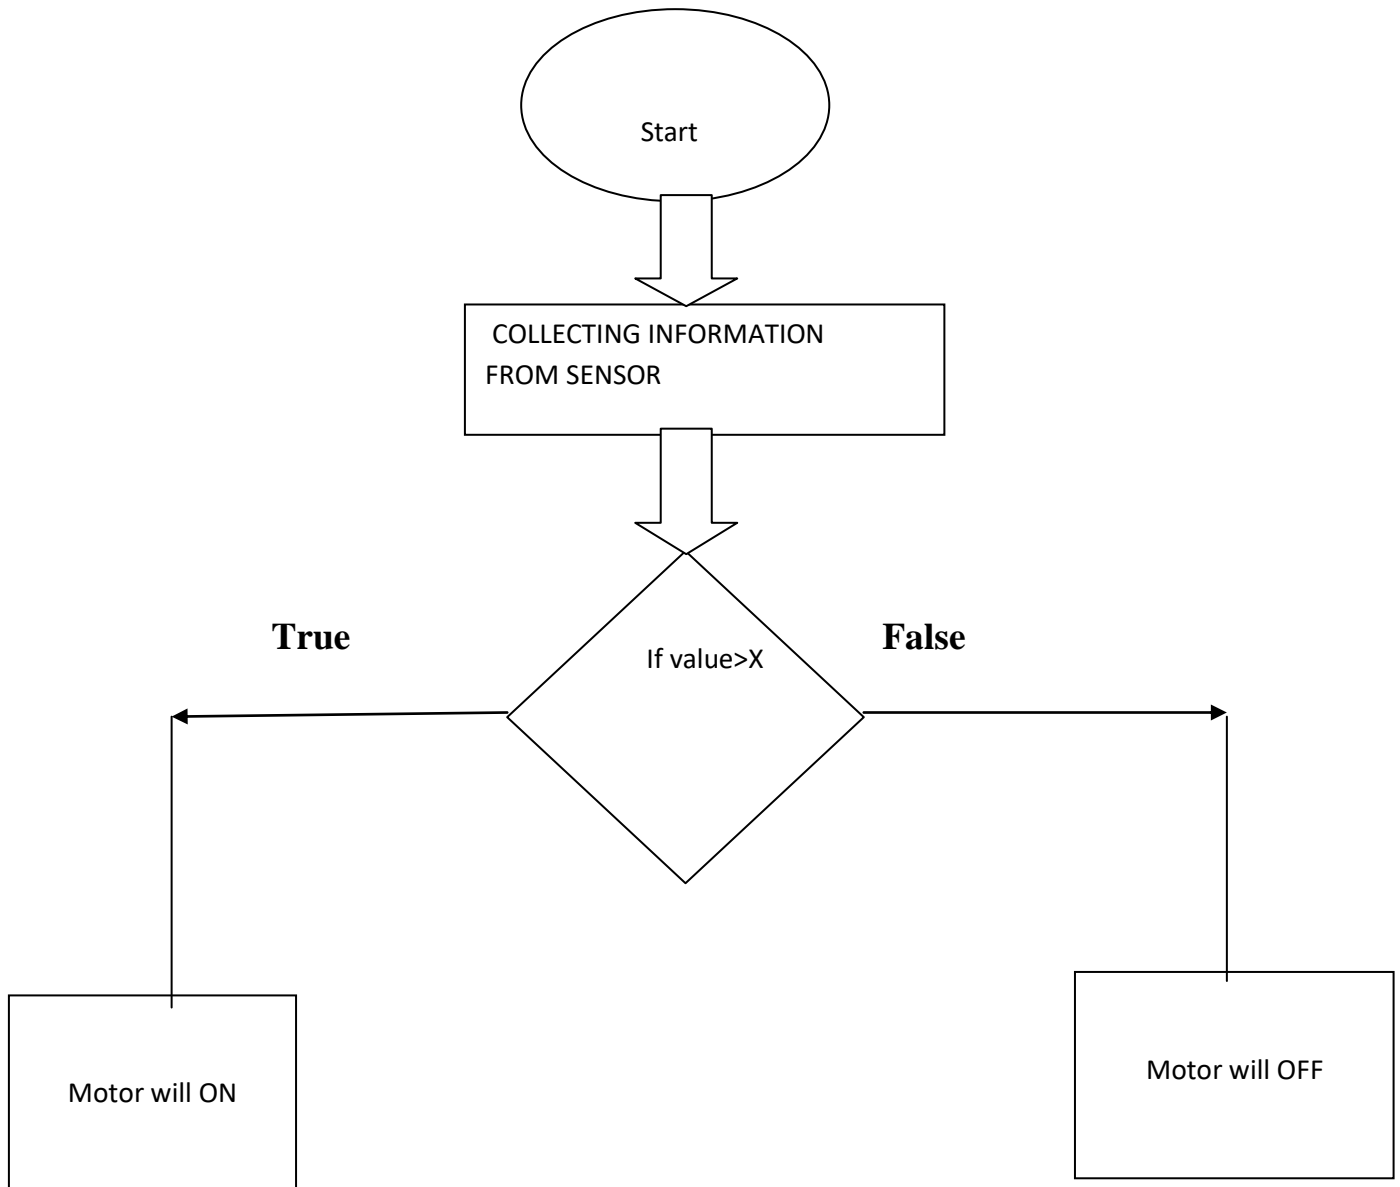 Start
COLLECTING INFORMATION
FROM SENSOR
True
False
If value>X
Motor will ON
Motor will OFF